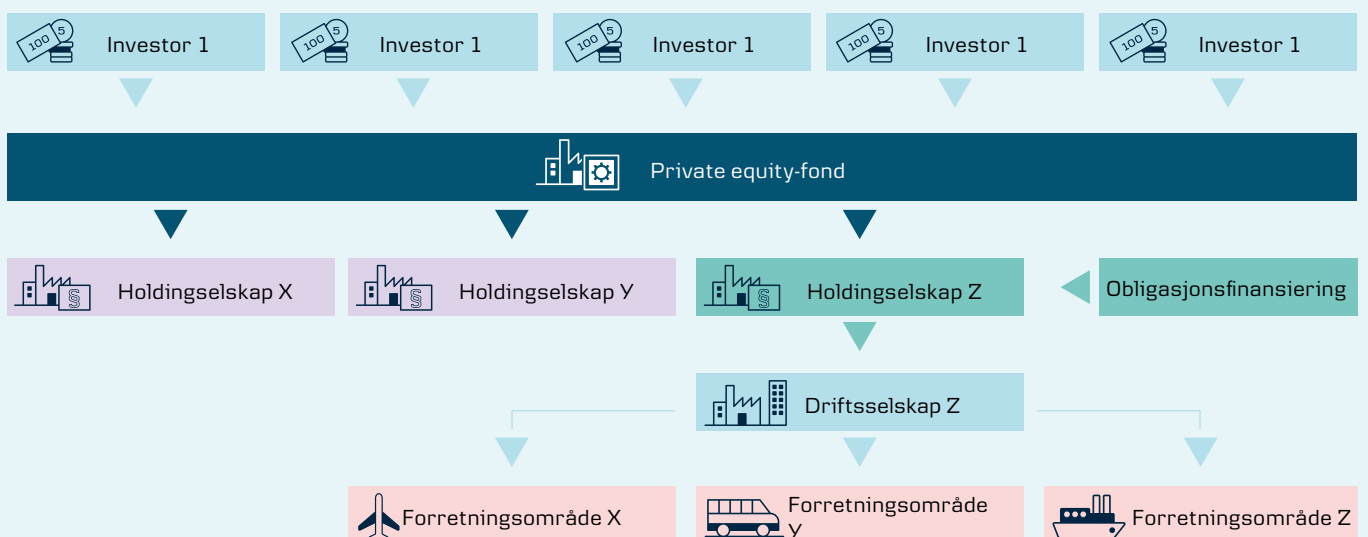 100 5 Investor 1
100 5 Investor 1
100 5 Investor 1
100 5 Investor 1
100 5 Investor 1
Private equity-fond
§ Holdingselskap X
§ Holdingselskap Y
§ Holdingselskap Z
Obligasjonsfinansiering
Driftsselskap Z
Forretningsområde X
Forretningsområde
Y
Forretningsområde Z